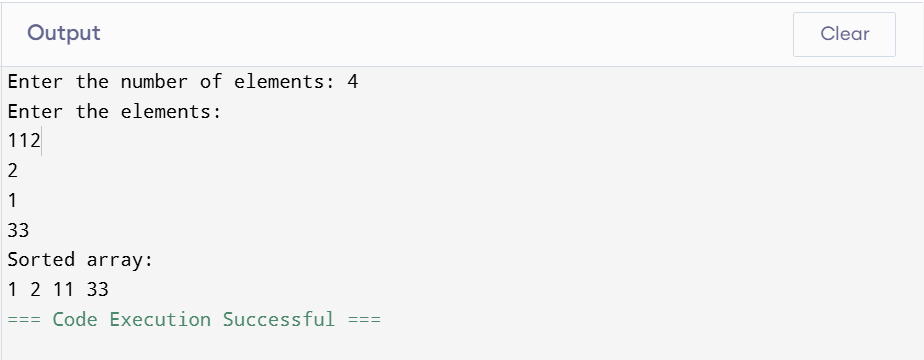 Output
Clear
Enter the number of elements: 4
Enter the elements:
112
2
1
33
Sorted array:
1 2 11 33
=== Code Execution Successful ===